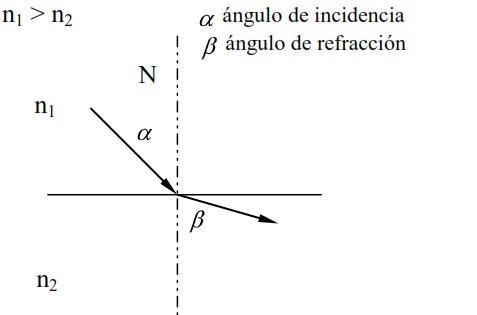 n₁ > n₂
α ángulo de incidencia
β ángulo de refracción
N
n₁
α
β
n₂